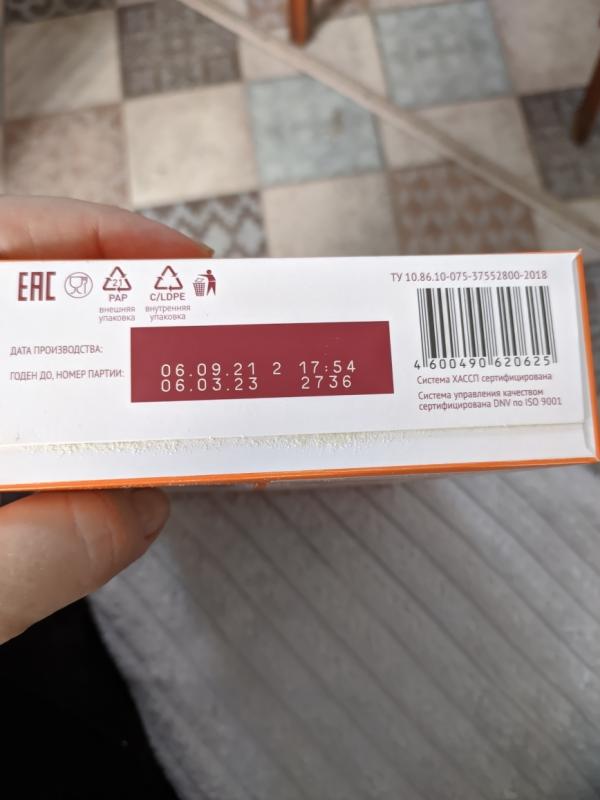 EAC
21
PAP
внешняя
упаковка
C/LDPE
внутренняя
упаковка
ТУ 10.86.10-075-37552800-2018
ДАТА ПРОИЗВОДСТВА:
ГОДЕН ДО, НОМЕР ПАРТИИ:
06.09.21 2 17:54
06.03.23 2736
4 600490 620625
Система ХАССП сертифицирована
Система управления качеством
сертифицирована DNV по ISO 9001